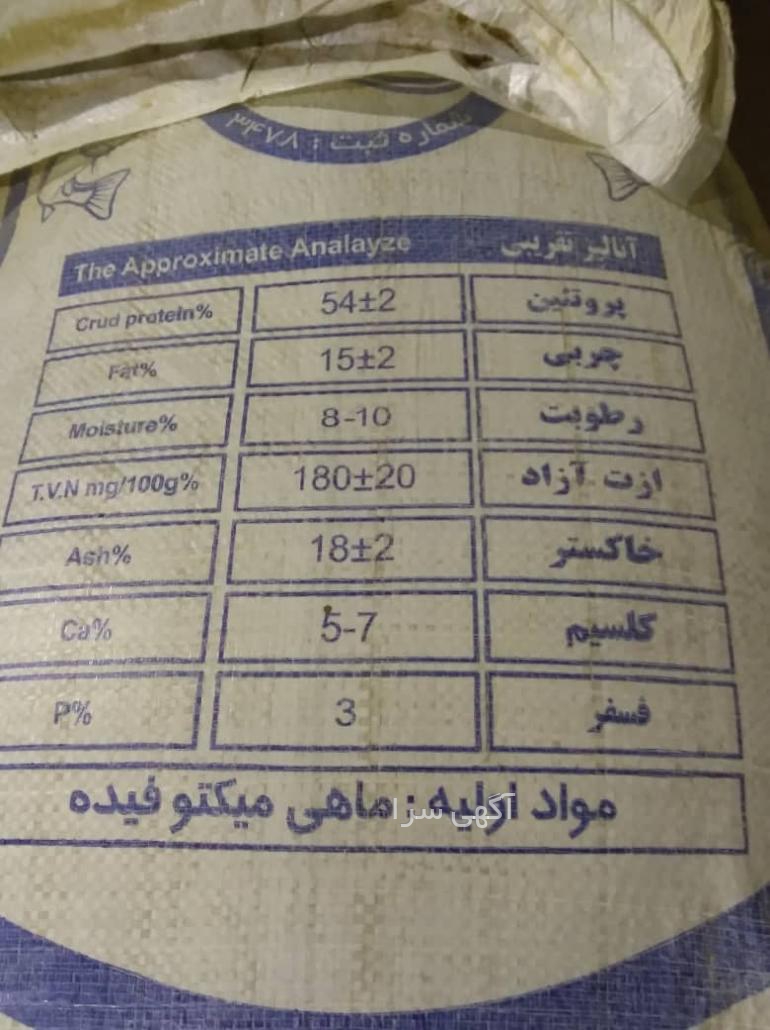 شماره ثبت : ۳۴۷۸۸
The Approximate Analayze آنالیز تقریبی
Crud protein% 54±2 پروتئین
Fat% 15±2 چربی
Moisture% 8-10 رطوبت
T.V.N mg/100g% 180±20 ازت آزاد
Ash% 18±2 خاکستر
Ca% 5-7 کلسیم
P% 3 فسفر
مواد اولیه : ماهی میکتوفیده
آگهی سرا